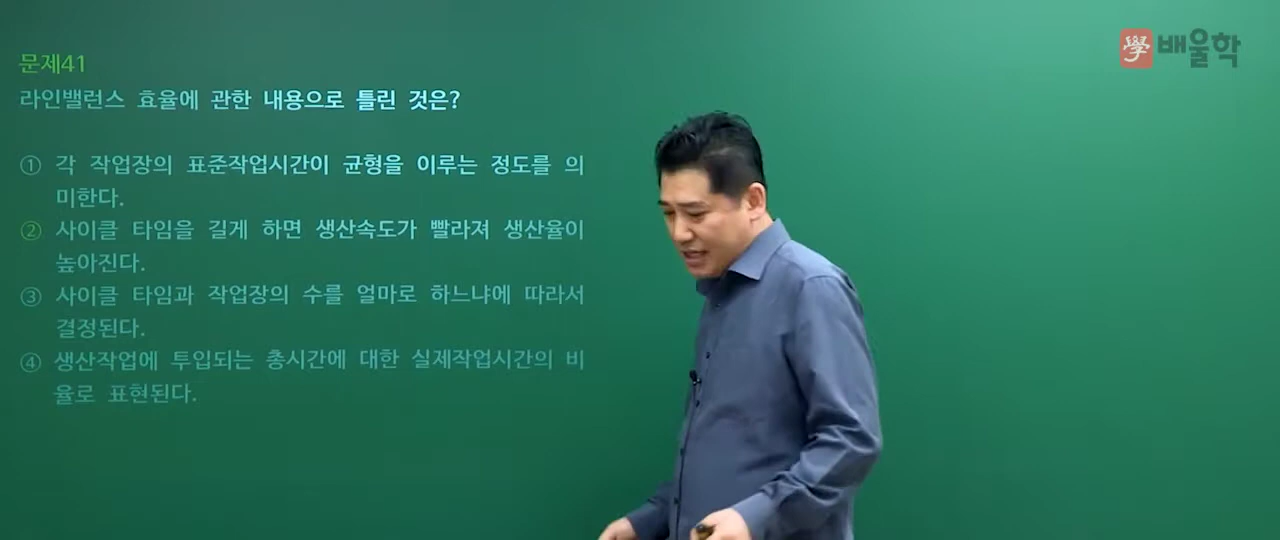 學 배울학
문제41
라인밸런스 효율에 관한 내용으로 틀린 것은?
① 각 작업장의 표준작업시간이 균형을 이루는 정도를 의
미한다.
② 사이클 타임을 길게 하면 생산속도가 빨라져 생산율이
높아진다.
③ 사이클 타임과 작업장의 수를 얼마로 하느냐에 따라서
결정된다.
④ 생산작업에 투입되는 총시간에 대한 실제작업시간의 비
율로 표현된다.